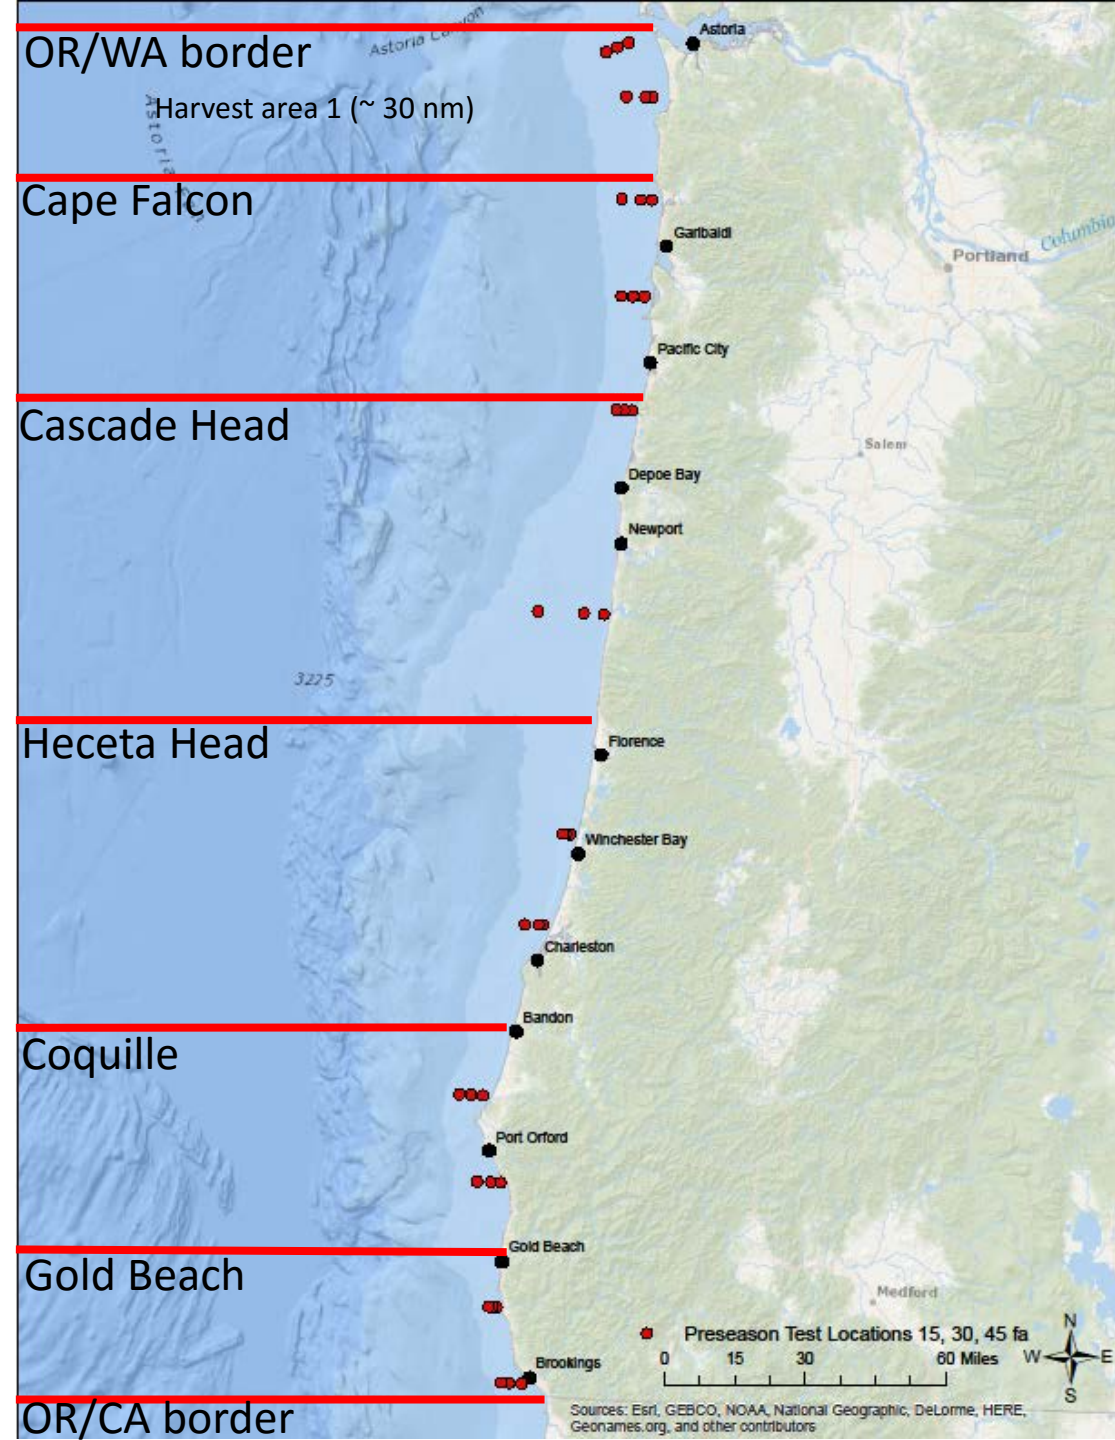 Astoria Canyon
Astoria
OR/WA border
Harvest area 1 (~ 30 nm)
Astoria
Cape Falcon
Garibaldi
Columbia
Portland
Pacific City
Cascade Head
Salem
Depoe Bay
Newport
3225
Heceta Head
Florence
Winchester Bay
Charleston
Bandon
Coquille
Port Orford
Gold Beach
Gold Beach
Medford
Preseason Test Locations 15, 30, 45 fa
0 15 30 60 Miles
N
W E
S
Brookings
OR/CA border
Sources: Esri, GEBCO, NOAA, National Geographic, DeLorme, HERE,
Geonames.org, and other contributors